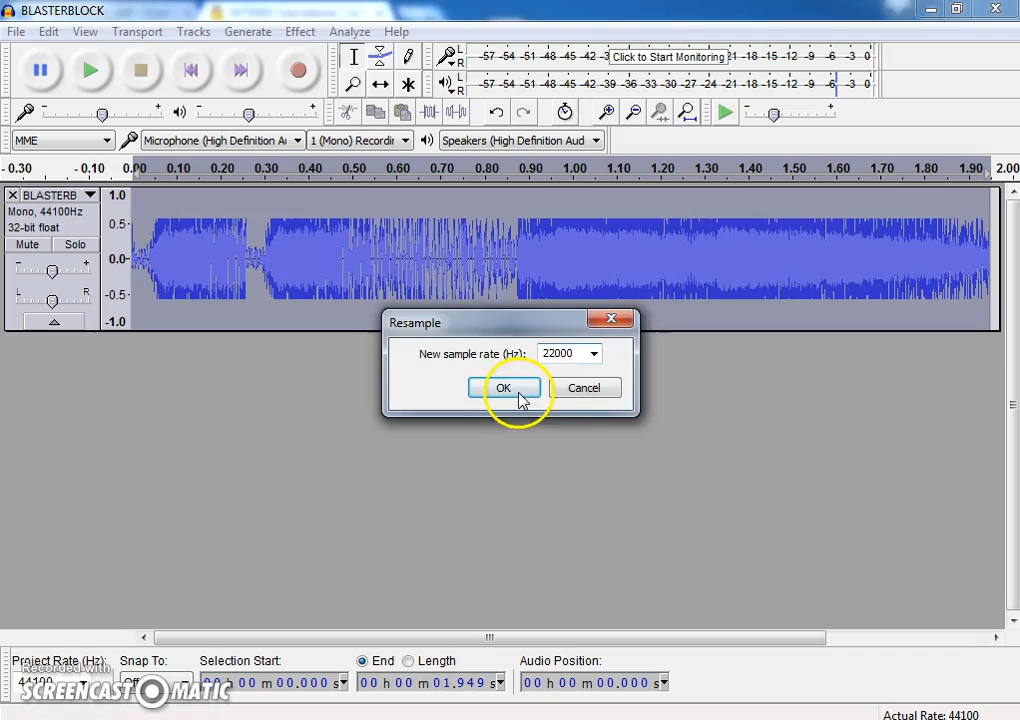 BLASTERBLOCK
File Edit View Transport Tracks Generate Effect Analyze Help
L
R
-57 -54 -51 -48 -45 -4 Click to Start Monitoring -21 -18 -15 -12 -9 -6 -3 0
L
R
-57 -54 -51 -48 -45 -42 -39 -36 -33 -30 -27 -24 -21 -18 -15 -12 -9 -6 -3 0
MME Microphone (High Definition Au 1 (Mono) Recordir Speakers (High Definition Aud
-0.30 -0.10 0.00 0.10 0.20 0.30 0.40 0.50 0.60 0.70 0.80 0.90 1.00 1.10 1.20 1.30 1.40 1.50 1.60 1.70 1.80 1.90 2.00
BLASTERB
Mono, 44100Hz
32-bit float
Mute Solo
- +
L R
1.0
0.5-
0.0-
-0.5-
-1.0
Resample
New sample rate (Hz): 22000
OK Cancel
Project Rate (Hz): Snap To: Selection Start: End Length Audio Position:
44100 Off 00 h 00 m 00.000 s 00 h 00 m 01.949 s 00 h 00 m 00.000 s
Recorded with
SCREENCAST-O-MATIC
Actual Rate: 44100